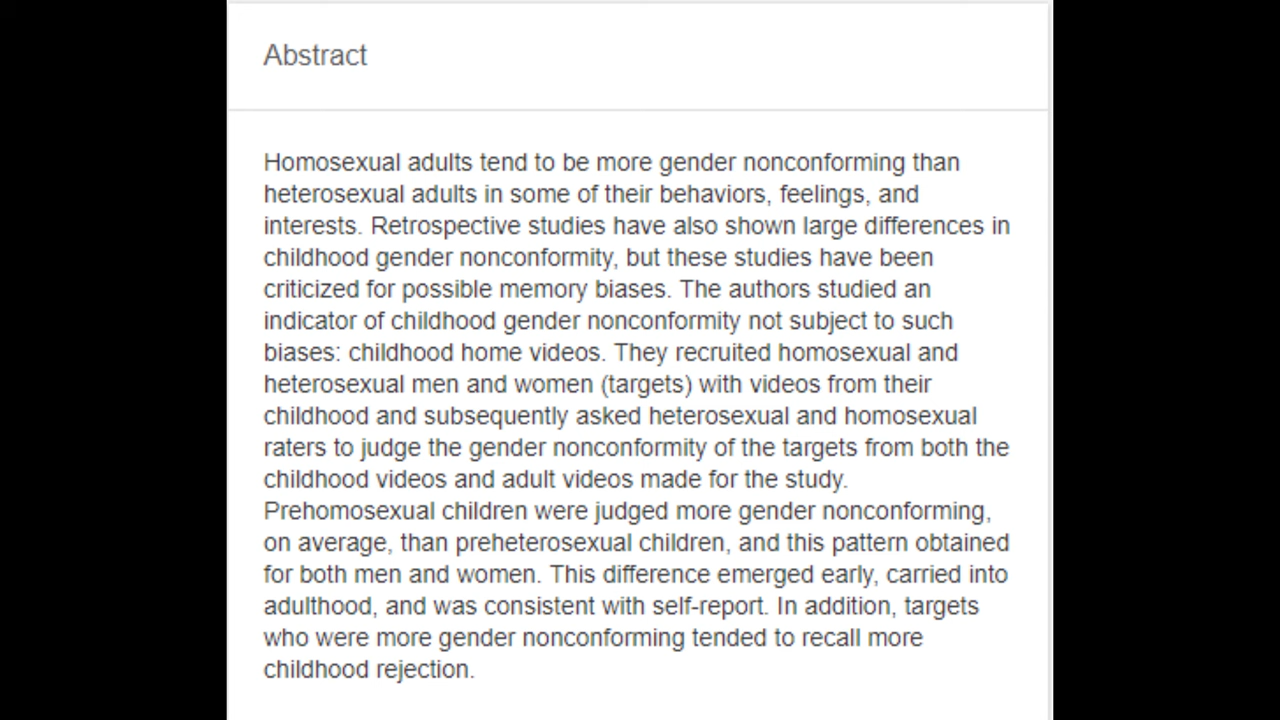 Abstract
Homosexual adults tend to be more gender nonconforming than
heterosexual adults in some of their behaviors, feelings, and
interests. Retrospective studies have also shown large differences in
childhood gender nonconformity, but these studies have been
criticized for possible memory biases. The authors studied an
indicator of childhood gender nonconformity not subject to such
biases: childhood home videos. They recruited homosexual and
heterosexual men and women (targets) with videos from their
childhood and subsequently asked heterosexual and homosexual
raters to judge the gender nonconformity of the targets from both the
childhood videos and adult videos made for the study.
Prehomosexual children were judged more gender nonconforming,
on average, than preheterosexual children, and this pattern obtained
for both men and women. This difference emerged early, carried into
adulthood, and was consistent with self-report. In addition, targets
who were more gender nonconforming tended to recall more
childhood rejection.